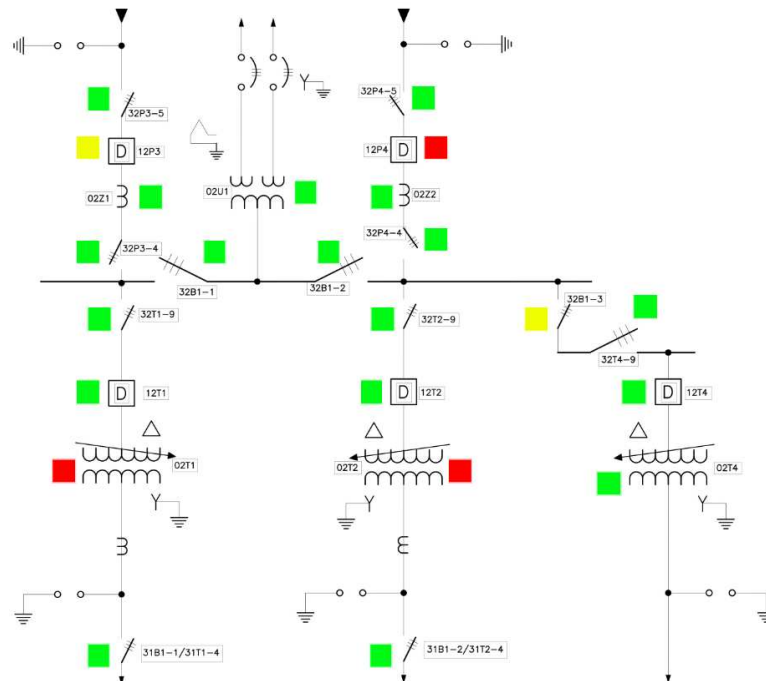 32P3-5
32P4-5
D
12P3
D
12P4
02Z1
02U1
02Z2
32P3-4
32P4-4
32B1-1
32B1-2
32B1-3
32T1-9
32T2-9
32T4-9
D
12T1
D
12T2
D
12T4
02T1
02T2
02T4
31B1-1/31T1-4
31B1-2/31T2-4